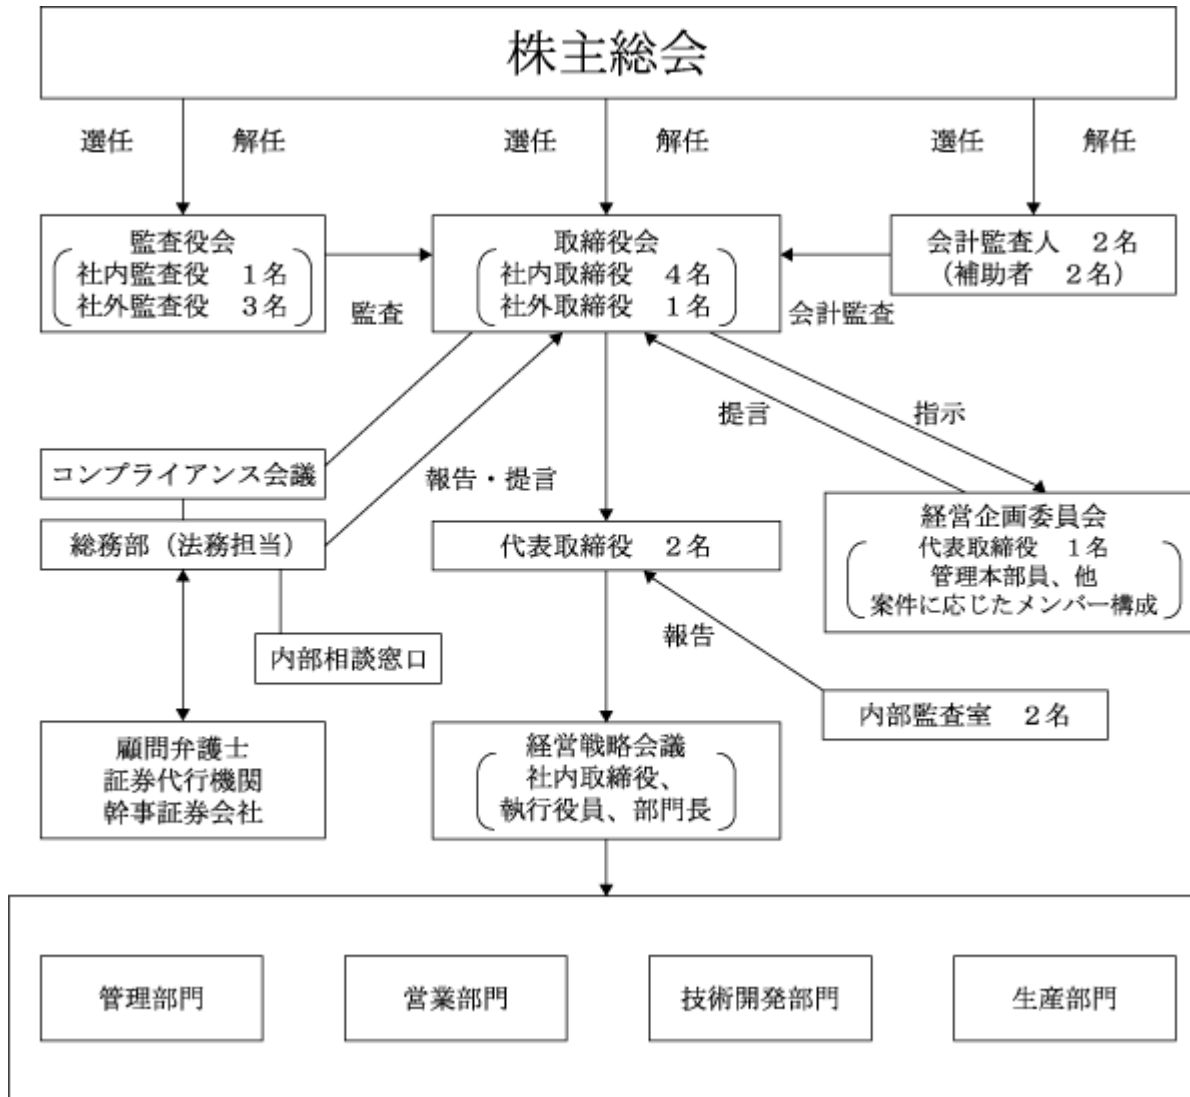 株主総会
選任
解任
選任
解任
選任
解任
監査役会
社内監査役　1名
社外監査役　3名
監査
取締役会
社内取締役　4名
社外取締役　1名
会計監査
会計監査人　2名
(補助者　2名)
提言
指示
コンプライアンス会議
報告・提言
総務部（法務担当）
代表取締役　2名
経営企画委員会
代表取締役　1名
管理本部員、他
案件に応じたメンバー構成
内部相談窓口
報告
内部監査室　2名
顧問弁護士
証券代行機関
幹事証券会社
経営戦略会議
社内取締役、
執行役員、部門長
管理部門
営業部門
技術開発部門
生産部門